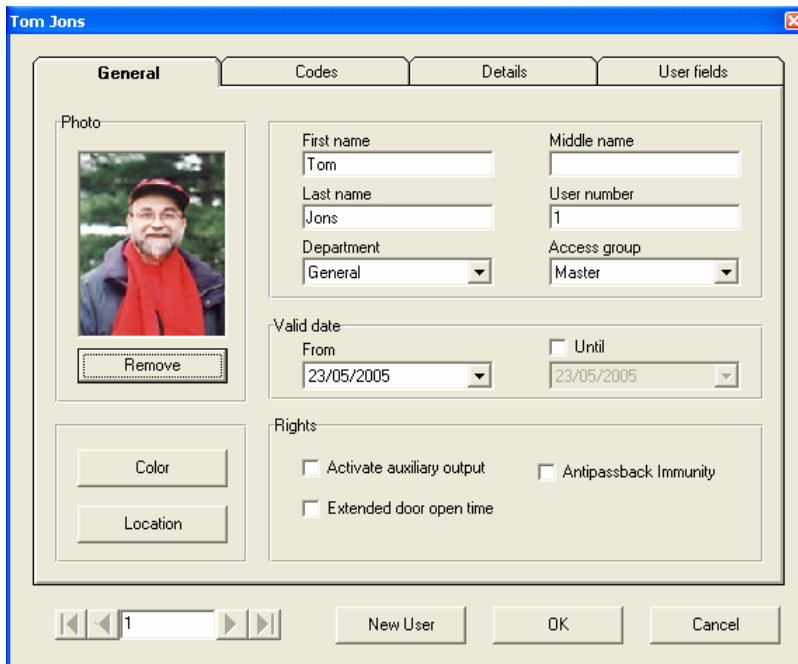 Tom Jons
General Codes Details User fields
Photo
First name Middle name
Tom
Last name User number
Jons 1
Department Access group
General Master
Remove
Valid date
From Until
23/05/2005 23/05/2005
Color
Location
Rights
Activate auxiliary output Antipassback Immunity
Extended door open time
1 New User OK Cancel